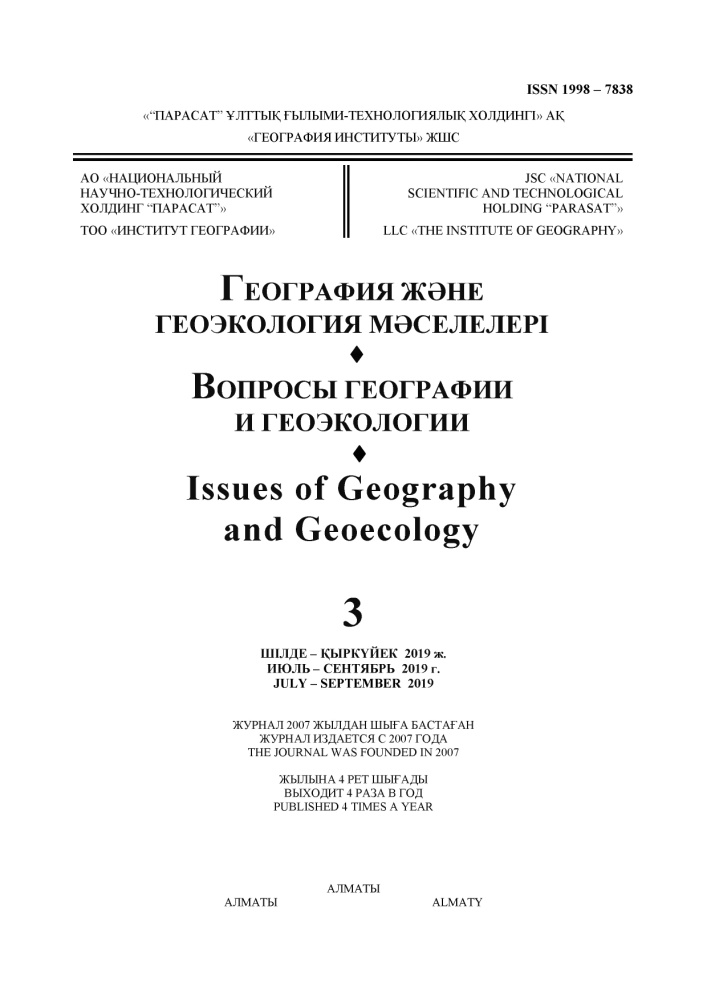 ISSN 1998 – 7838
«“ПАРАСАТ” ҰЛТТЫҚ ҒЫЛЫМИ-ТЕХНОЛОГИЯЛЫҚ ХОЛДИНГІ» АҚ
«ГЕОГРАФИЯ ИНСТИТУТЫ» ЖШС
АО «НАЦИОНАЛЬНЫЙ
НАУЧНО-ТЕХНОЛОГИЧЕСКИЙ
ХОЛДИНГ “ПАРАСАТ”»
ТОО «ИНСТИТУТ ГЕОГРАФИИ»
JSC «NATIONAL
SCIENTIFIC AND TECHNOLOGICAL
HOLDING “PARASAT”»
LLC «THE INSTITUTE OF GEOGRAPHY»
ГЕОГРАФИЯ ЖӘНЕ
ГЕОЭКОЛОГИЯ МӘСЕЛЕЛЕРІ
♦
ВОПРОСЫ ГЕОГРАФИИ
И ГЕОЭКОЛОГИИ
♦
Issues of Geography
and Geoecology
3
ШІЛДЕ – ҚЫРКҮЙЕК 2019 ж.
ИЮЛЬ – СЕНТЯБРЬ 2019 г.
JULY – SEPTEMBER 2019
ЖУРНАЛ 2007 ЖЫЛДАН ШЫҒА БАСТАҒАН
ЖУРНАЛ ИЗДАЕТСЯ С 2007 ГОДА
THE JOURNAL WAS FOUNDED IN 2007
ЖЫЛЫНА 4 РЕТ ШЫҒАДЫ
ВЫХОДИТ 4 РАЗА В ГОД
PUBLISHED 4 TIMES A YEAR
АЛМАТЫ
АЛМАТЫ ALMATY